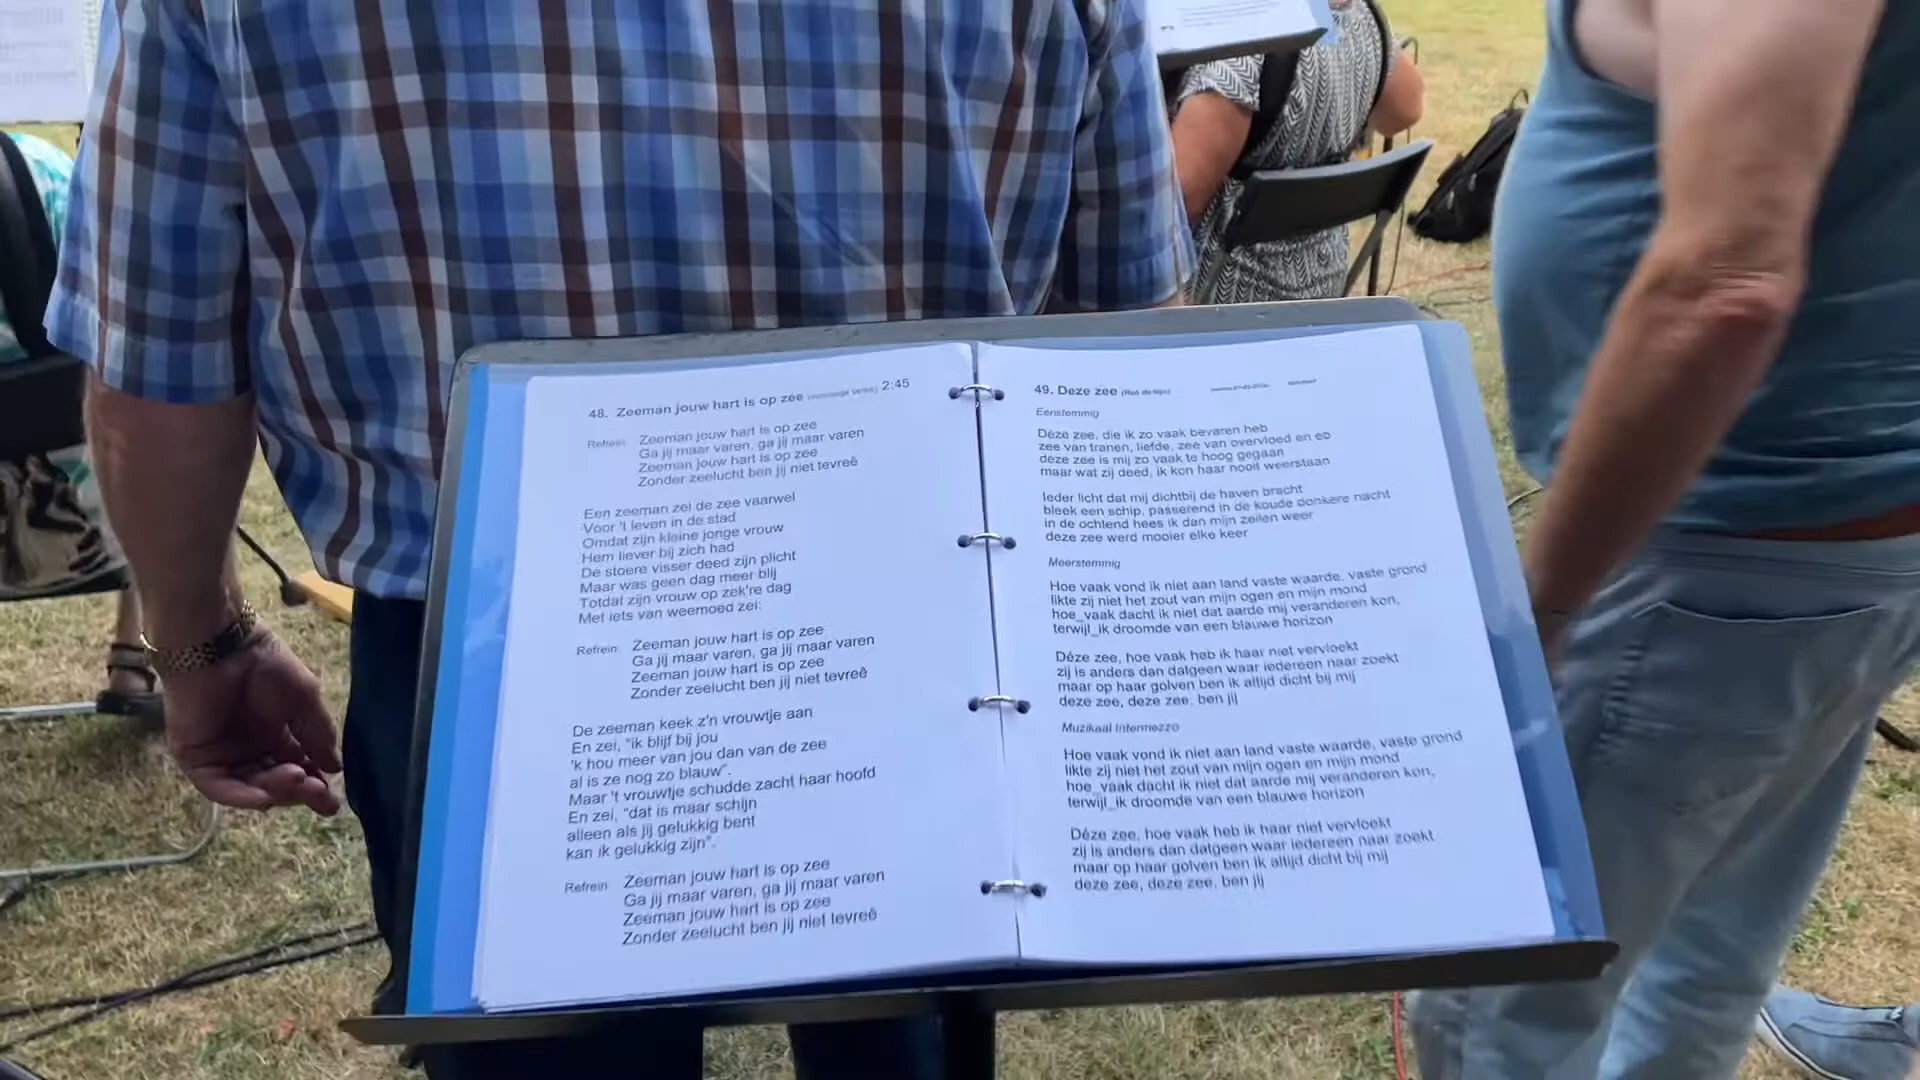 48. Zeeman jouw hart is op zee 2:45
Refrein Zeeman jouw hart is op zee
Ga jij maar varen, ga jij maar varen
Zeeman jouw hart is op zee
Zonder zeelucht ben jij niet tevreê
Een zeeman zei de zee vaarwel
Voor 't leven in de stad
Omdat zijn kleine jonge vrouw
Hem liever bij zich had
De stoere visser deed zijn plicht
Maar was geen dag meer blij
Totdat zijn vrouw op zek're dag
Met iets van weemoed zei:
Refrein Zeeman jouw hart is op zee
Ga jij maar varen, ga jij maar varen
Zeeman jouw hart is op zee
Zonder zeelucht ben jij niet tevreê
De zeeman keek z'n vrouwtje aan
En zei, "ik blijf bij jou
'k hou meer van jou dan van de zee
al is ze nog zo blauw".
Maar 't vrouwtje schudde zacht haar hoofd
En zei, "dat is maar schijn
alleen als jij gelukkig bent
kan ik gelukkig zijn".
Refrein Zeeman jouw hart is op zee
Ga jij maar varen, ga jij maar varen
Zeeman jouw hart is op zee
Zonder zeelucht ben jij niet tevreê
49. Deze zee
Eenstemmig
Déze zee, die ik zo vaak bevaren heb
zee van tranen, liefde, zee van overvloed en eb
deze zee is mij zo vaak te hoog gegaan
maar wat zij deed, ik kon haar nooit weerstaan
Ieder licht dat mij dichtbij de haven bracht
bleek een schip, passerend in de koude donkere nacht
in de ochtend hees ik dan mijn zeilen weer
deze zee werd mooier elke keer
Meerstemmig
Hoe vaak vond ik niet aan land vaste waarde, vaste grond
likte zij niet het zout van mijn ogen en mijn mond
hoe_vaak dacht ik niet dat aarde mij veranderen kon,
terwijl_ik droomde van een blauwe horizon
Déze zee, hoe vaak heb ik haar niet vervloekt
zij is anders dan datgeen waar iedereen naar zoekt
maar op haar golven ben ik altijd dicht bij mij
deze zee, deze zee, ben jij
Muzikaal Intermezzo
Hoe vaak vond ik niet aan land vaste waarde, vaste grond
likte zij niet het zout van mijn ogen en mijn mond
hoe_vaak dacht ik niet dat aarde mij veranderen kon,
terwijl_ik droomde van een blauwe horizon
Déze zee, hoe vaak heb ik haar niet vervloekt
zij is anders dan datgeen waar iedereen naar zoekt
maar op haar golven ben ik altijd dicht bij mij
deze zee, deze zee, ben jij